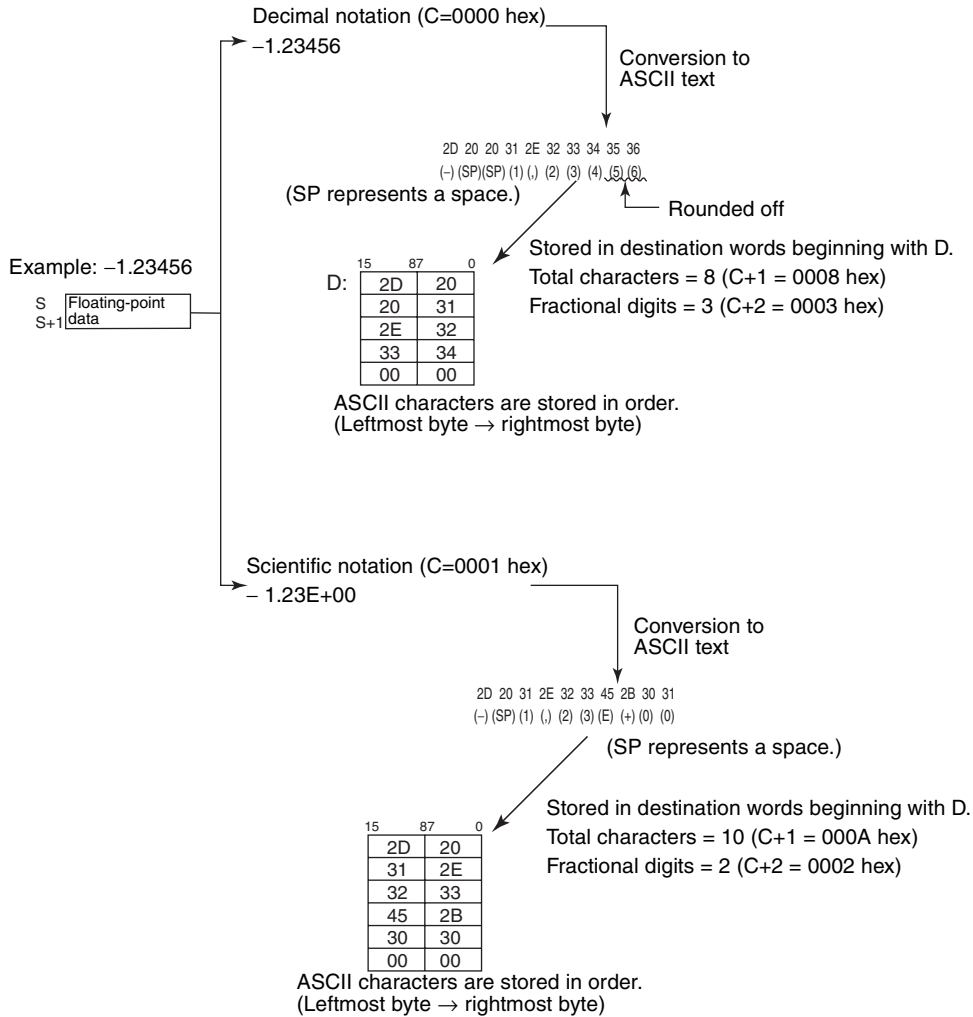 Decimal notation (C=0000 hex)
−1.23456
Conversion to
ASCII text
2D 20 20 31 2E 32 33 34 35 36
(−) (SP)(SP) (1) (,) (2) (3) (4) (5) (6)
(SP represents a space.)
Rounded off
Example: −1.23456
S
S+1
Floating-point
data
Stored in destination words beginning with D.
Total characters = 8 (C+1 = 0008 hex)
Fractional digits = 3 (C+2 = 0003 hex)
15 87 0
D: 2D 20
20 31
2E 32
33 34
00 00
ASCII characters are stored in order.
(Leftmost byte → rightmost byte)
Scientific notation (C=0001 hex)
− 1.23E+00
Conversion to
ASCII text
2D 20 31 2E 32 33 45 2B 30 31
(−) (SP) (1) (,) (2) (3) (E) (+) (0) (0)
(SP represents a space.)
Stored in destination words beginning with D.
Total characters = 10 (C+1 = 000A hex)
Fractional digits = 2 (C+2 = 0002 hex)
15 87 0
2D 20
31 2E
32 33
45 2B
30 30
00 00
ASCII characters are stored in order.
(Leftmost byte → rightmost byte)